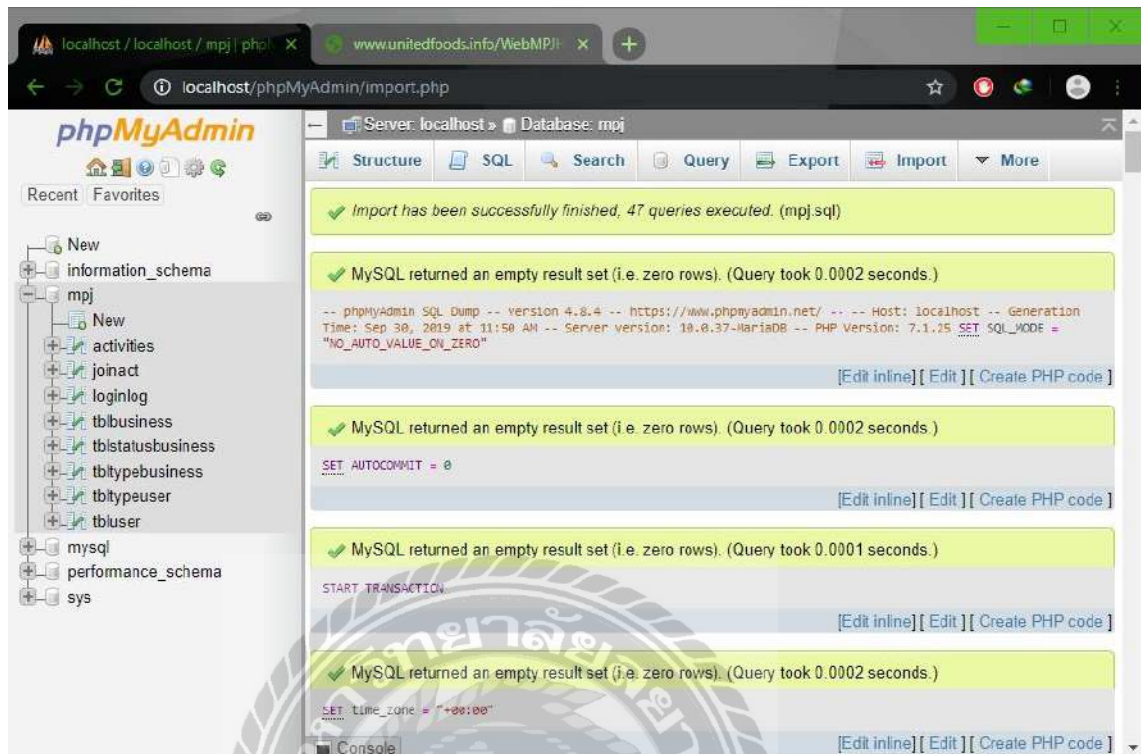 localhost / localhost / mpj | ph
www.unitedfoods.info/WebMPJ
localhost/phpMyAdmin/import.php
phpMyAdmin
Recent Favorites
New
information_schema
mpj
New
activities
joinact
loginlog
tblbusiness
tblstatusbusiness
tbltypebusiness
tbltypeuser
tbluser
mysql
performance_schema
sys
Server: localhost » Database: mpj
Structure SQL Search Query Export Import More
Import has been successfully finished, 47 queries executed. (mpj.sql)
MySQL returned an empty result set (i.e. zero rows). (Query took 0.0002 seconds.)
-- phpMyAdmin SQL Dump -- version 4.8.4 -- https://www.phpmyadmin.net/ -- -- Host: localhost -- Generation
Time: Sep 30, 2019 at 11:50 AM -- Server version: 10.0.37-MariaDB -- PHP Version: 7.1.25 SET SQL_MODE =
"NO_AUTO_VALUE_ON_ZERO"
[Edit inline] [ Edit ] [ Create PHP code ]
MySQL returned an empty result set (i.e. zero rows). (Query took 0.0002 seconds.)
SET AUTOCOMMIT = 0
[Edit inline] [ Edit ] [ Create PHP code ]
MySQL returned an empty result set (i.e. zero rows). (Query took 0.0001 seconds.)
START TRANSACTION
[Edit inline] [ Edit ] [ Create PHP code ]
MySQL returned an empty result set (i.e. zero rows). (Query took 0.0002 seconds.)
SET time_zone = "+00:00"
[Edit inline] [ Edit ] [ Create PHP code ]
Console